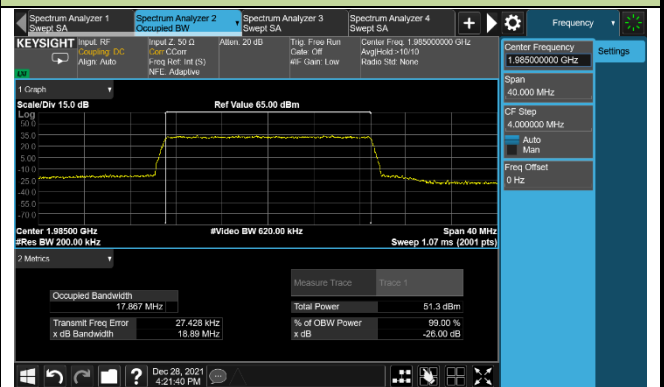 Spectrum Analyzer 1
Swept SA
Spectrum Analyzer 2
Occupied BW
Spectrum Analyzer 3
Swept SA
Spectrum Analyzer 4
Swept SA
Frequency
KEYSIGHT
Input: RF
Coupling: DC
Align: Auto
Input Z: 50 Ω
Corr CCorr
Freq Ref: Int (S)
NFE: Adaptive
Atten: 20 dB
Trig: Free Run
Gate: Off
#IF Gain: Low
Center Freq: 1.985000000 GHz
Avg|Hold:>10/10
Radio Std: None
LXI
Center Frequency
1.985000000 GHz
Settings
Span
40.000 MHz
CF Step
4.000000 MHz
Auto
Man
Freq Offset
0 Hz
1 Graph
Scale/Div 15.0 dB
Ref Value 65.00 dBm
Log
50.0
35.0
20.0
5.00
-10.0
-25.0
-40.0
-55.0
-70.0
Center 1.98500 GHz
#Video BW 620.00 kHz
Span 40 MHz
#Res BW 200.00 kHz
Sweep 1.07 ms (2001 pts)
2 Metrics
Measure Trace
Trace 1
Occupied Bandwidth
17.867 MHz
Total Power
51.3 dBm
Transmit Freq Error
27.428 kHz
% of OBW Power
99.00 %
x dB Bandwidth
18.89 MHz
x dB
-26.00 dB
Dec 28, 2021
4:21:40 PM